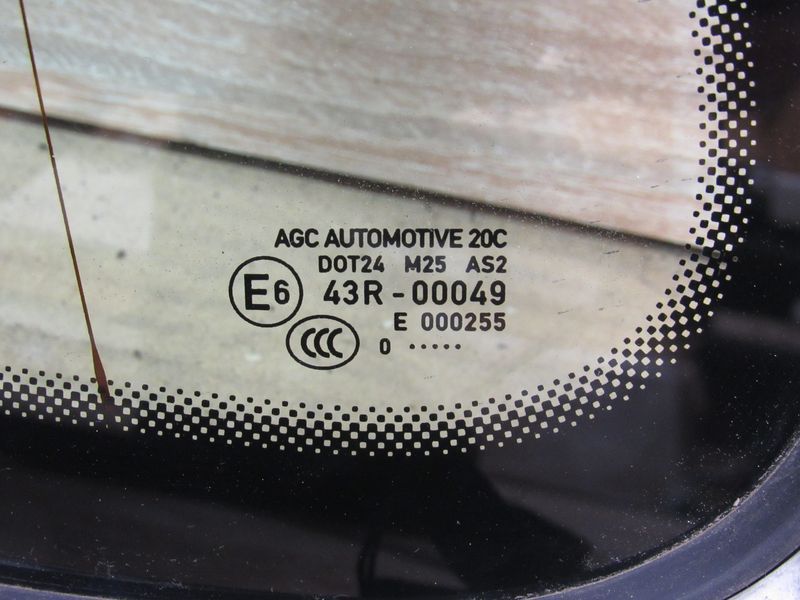 AGC AUTOMOTIVE 20C
DOT24 M25 AS2
E6 43R-00049
E 000255
CCC 0 .....